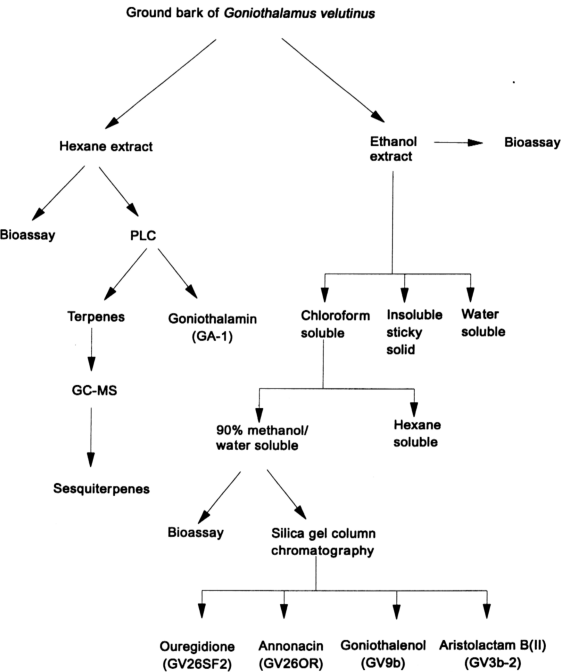 Ground bark of Goniothalamus velutinus
Hexane extract
Ethanol
extract
Bioassay
Bioassay
PLC
Terpenes
Goniothalamin
(GA-1)
Chloroform
soluble
Insoluble
sticky
solid
Water
soluble
GC-MS
90% methanol/
water soluble
Hexane
soluble
Sesquiterpenes
Bioassay
Silica gel column
chromatography
Ouregidione
(GV26SF2)
Annonacin
(GV26OR)
Goniothalenol
(GV9b)
Aristolactam B(II)
(GV3b-2)